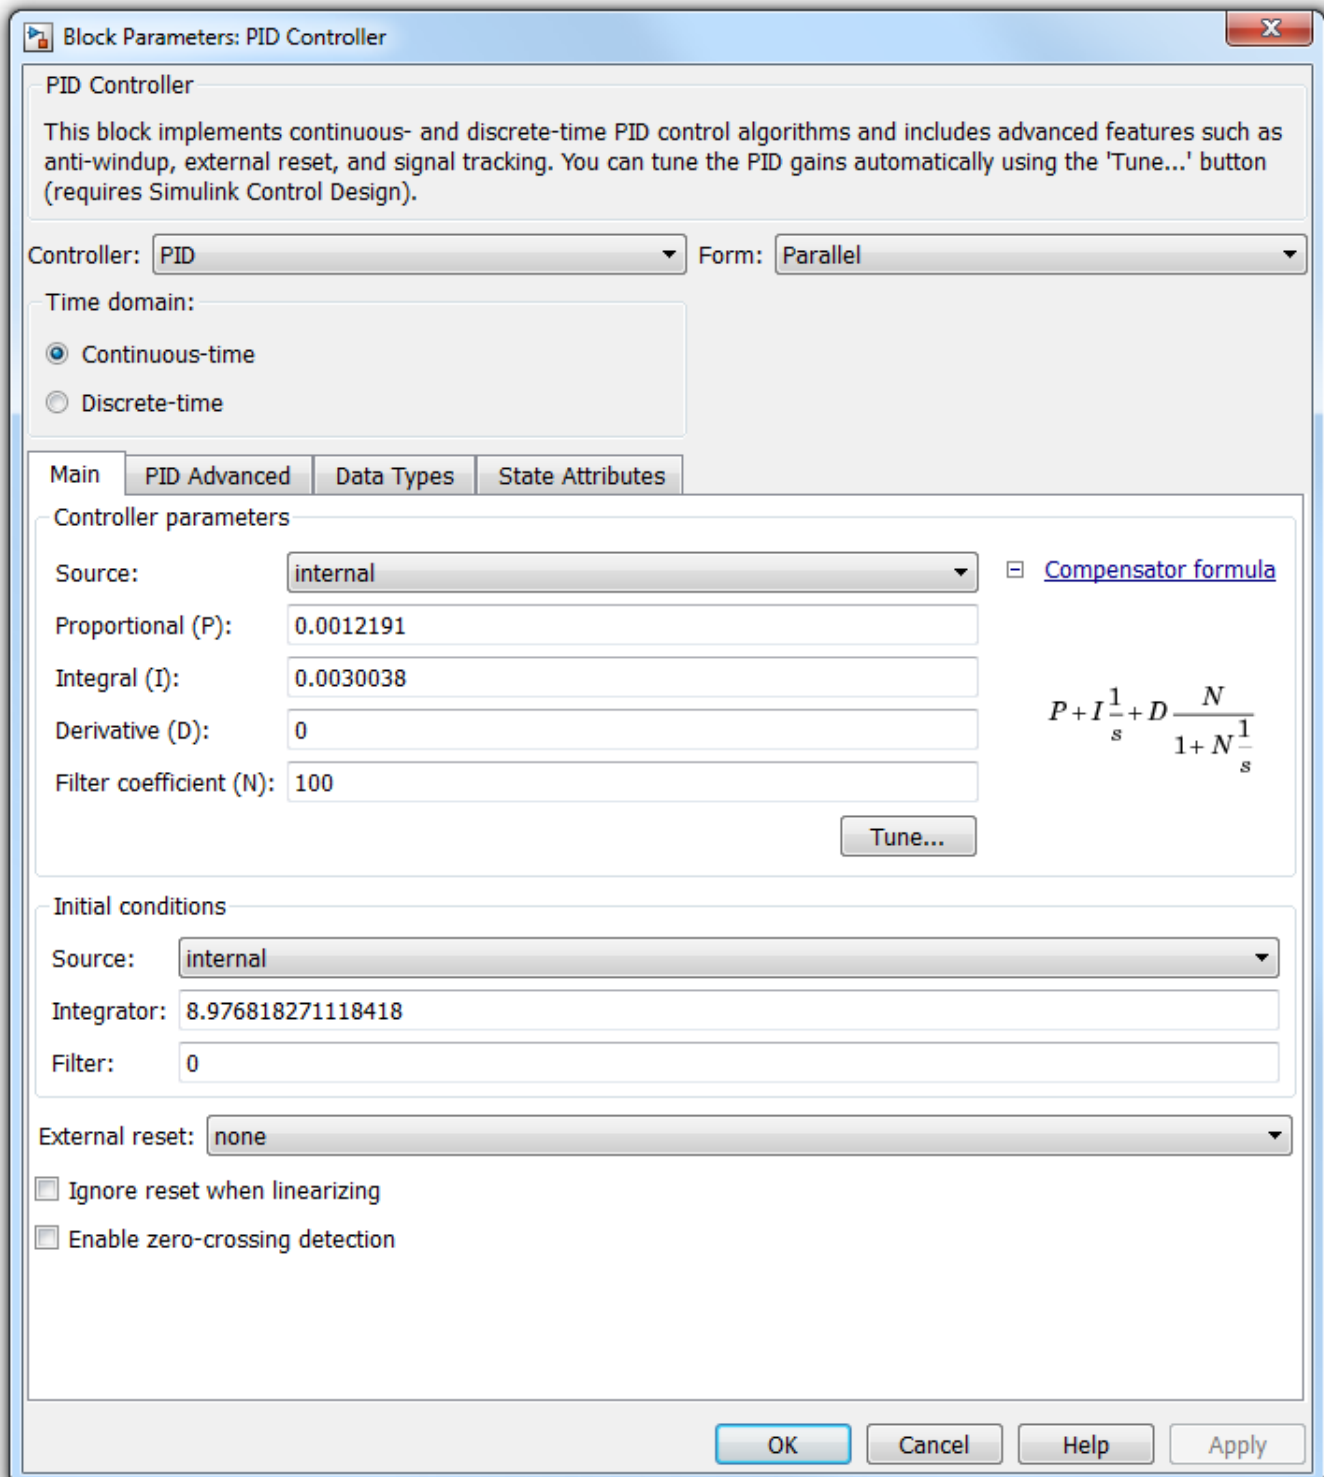 Block Parameters: PID Controller
X
PID Controller
This block implements continuous- and discrete-time PID control algorithms and includes advanced features such as
anti-windup, external reset, and signal tracking. You can tune the PID gains automatically using the 'Tune...' button
(requires Simulink Control Design).
Controller: PID Form: Parallel
Time domain:
Continuous-time
Discrete-time
Main PID Advanced Data Types State Attributes
Controller parameters
Source: internal
Compensator formula
Proportional (P): 0.0012191
Integral (I): 0.0030038
Derivative (D): 0
Filter coefficient (N): 100
P + I 1/s + D N/(1 + N 1/s)
Tune...
Initial conditions
Source: internal
Integrator: 8.976818271118418
Filter: 0
External reset: none
Ignore reset when linearizing
Enable zero-crossing detection
OK Cancel Help Apply